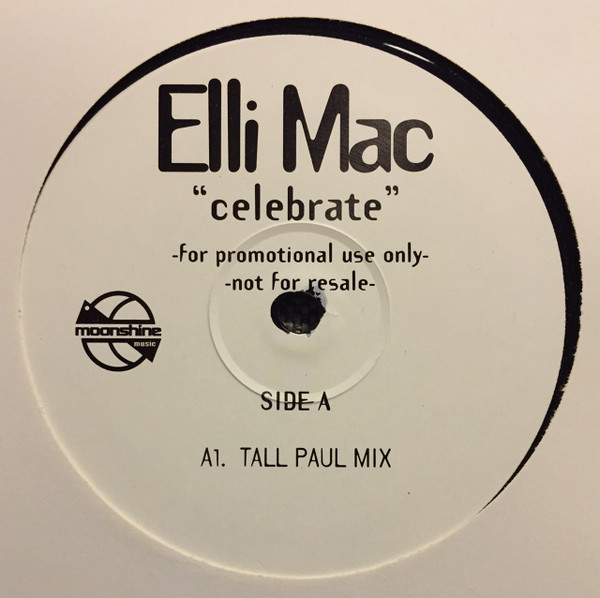 Elli Mac
“celebrate”
-for promotional use only-
-not for resale-
moonshine
music
SIDE A
A1. TALL PAUL MIX